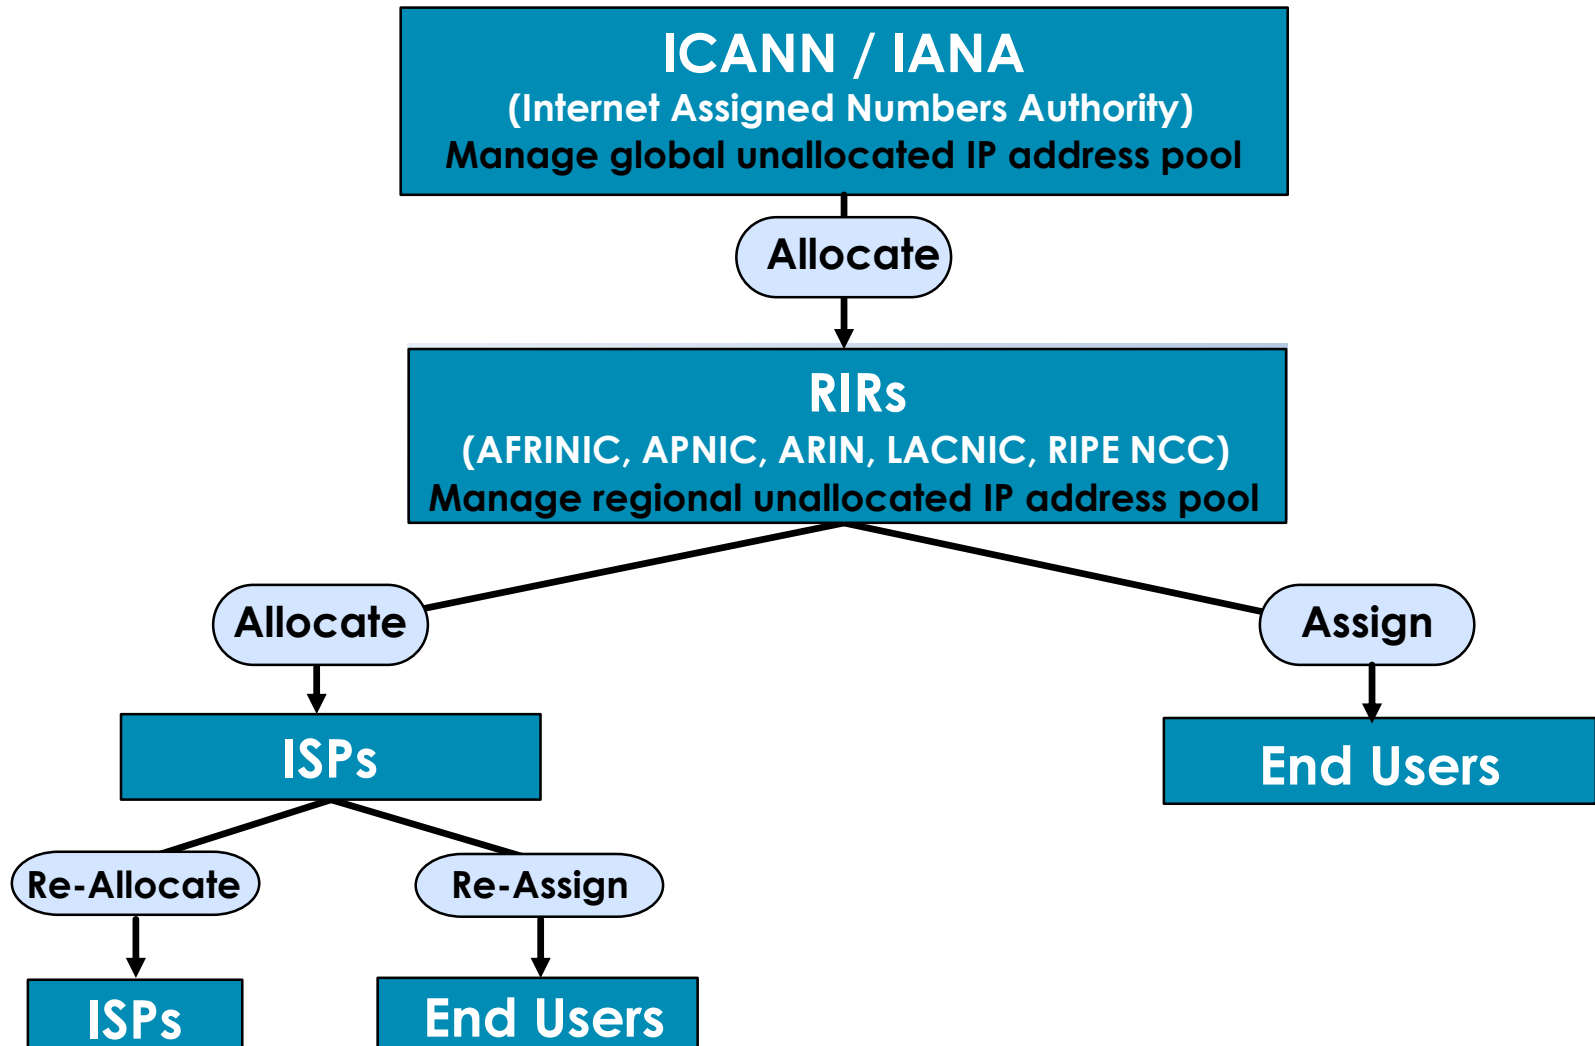 ICANN / IANA
(Internet Assigned Numbers Authority)
Manage global unallocated IP address pool
Allocate
RIRs
(AFRINIC, APNIC, ARIN, LACNIC, RIPE NCC)
Manage regional unallocated IP address pool
Allocate
Assign
ISPs
End Users
Re-Allocate
Re-Assign
ISPs
End Users